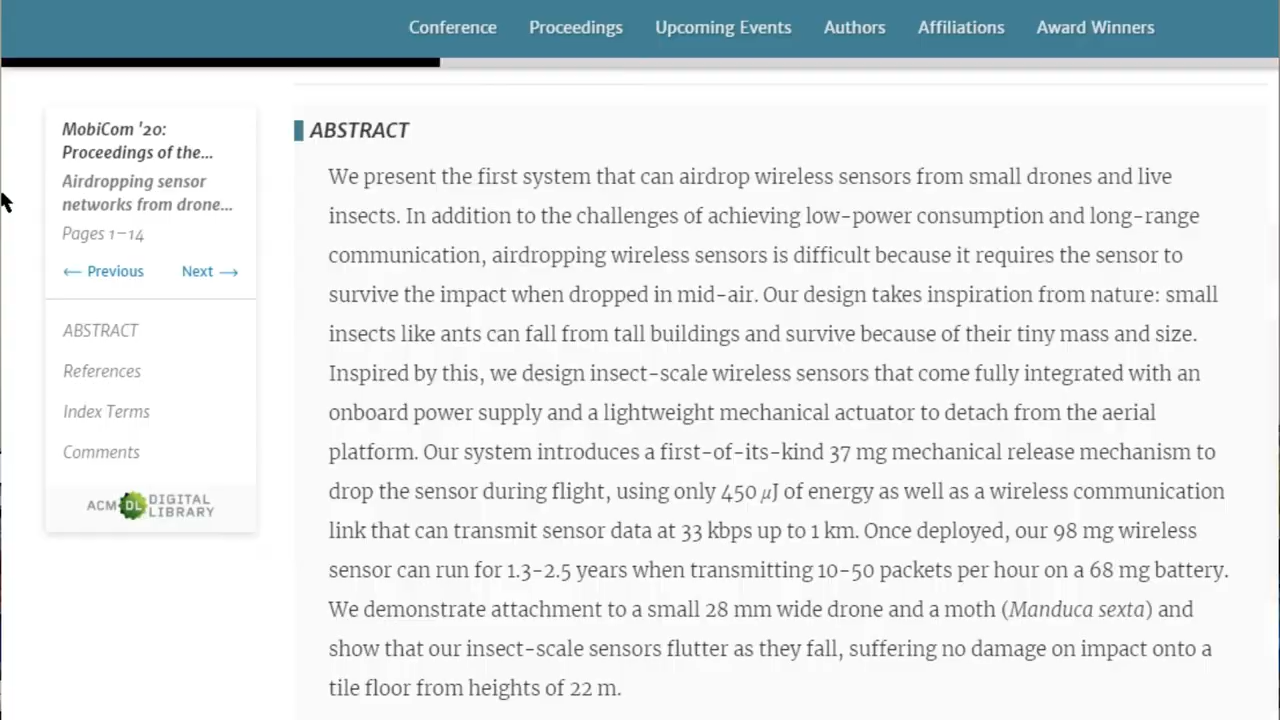 Conference Proceedings Upcoming Events Authors Affiliations Award Winners
MobiCom '20:
Proceedings of the...
Airdropping sensor
networks from drone...
Pages 1–14
← Previous Next →
ABSTRACT
References
Index Terms
Comments
ACM DL DIGITAL
LIBRARY
ABSTRACT
We present the first system that can airdrop wireless sensors from small drones and live
insects. In addition to the challenges of achieving low-power consumption and long-range
communication, airdropping wireless sensors is difficult because it requires the sensor to
survive the impact when dropped in mid-air. Our design takes inspiration from nature: small
insects like ants can fall from tall buildings and survive because of their tiny mass and size.
Inspired by this, we design insect-scale wireless sensors that come fully integrated with an
onboard power supply and a lightweight mechanical actuator to detach from the aerial
platform. Our system introduces a first-of-its-kind 37 mg mechanical release mechanism to
drop the sensor during flight, using only 450 μJ of energy as well as a wireless communication
link that can transmit sensor data at 33 kbps up to 1 km. Once deployed, our 98 mg wireless
sensor can run for 1.3–2.5 years when transmitting 10–50 packets per hour on a 68 mg battery.
We demonstrate attachment to a small 28 mm wide drone and a moth (Manduca sexta) and
show that our insect-scale sensors flutter as they fall, suffering no damage on impact onto a
tile floor from heights of 22 m.